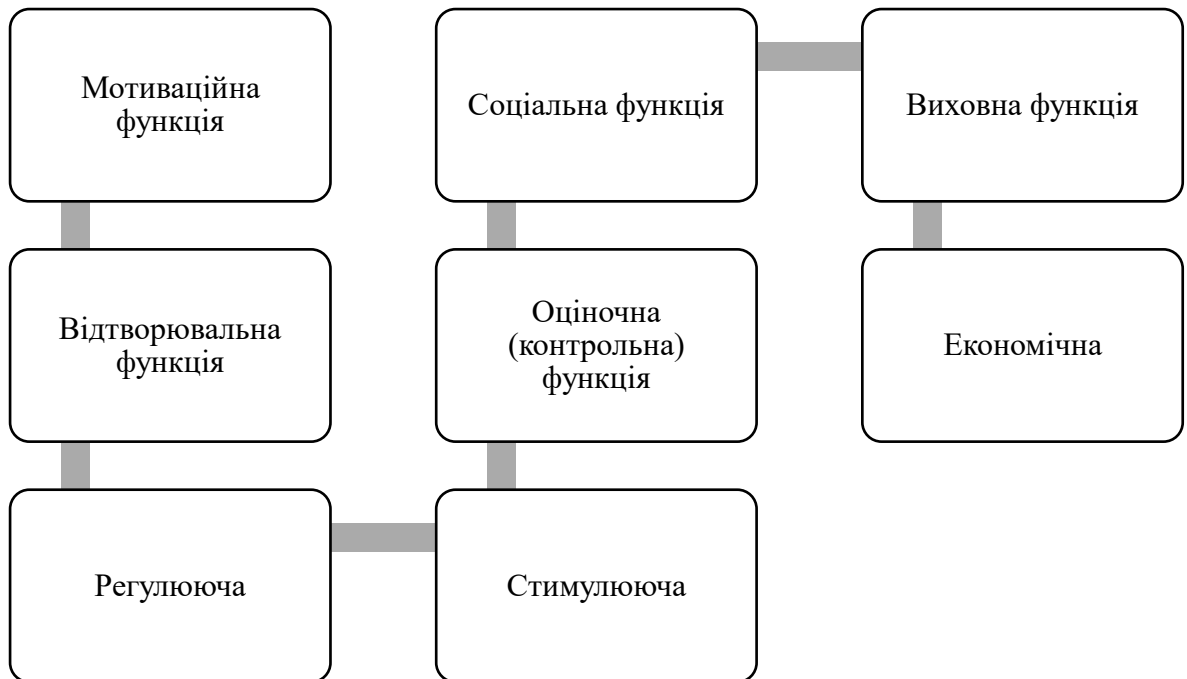 Мотиваційна
функція
Відтворювальна
функція
Регулююча
Стимулююча
Оціночна
(контрольна)
функція
Соціальна функція
Виховна функція
Економічна